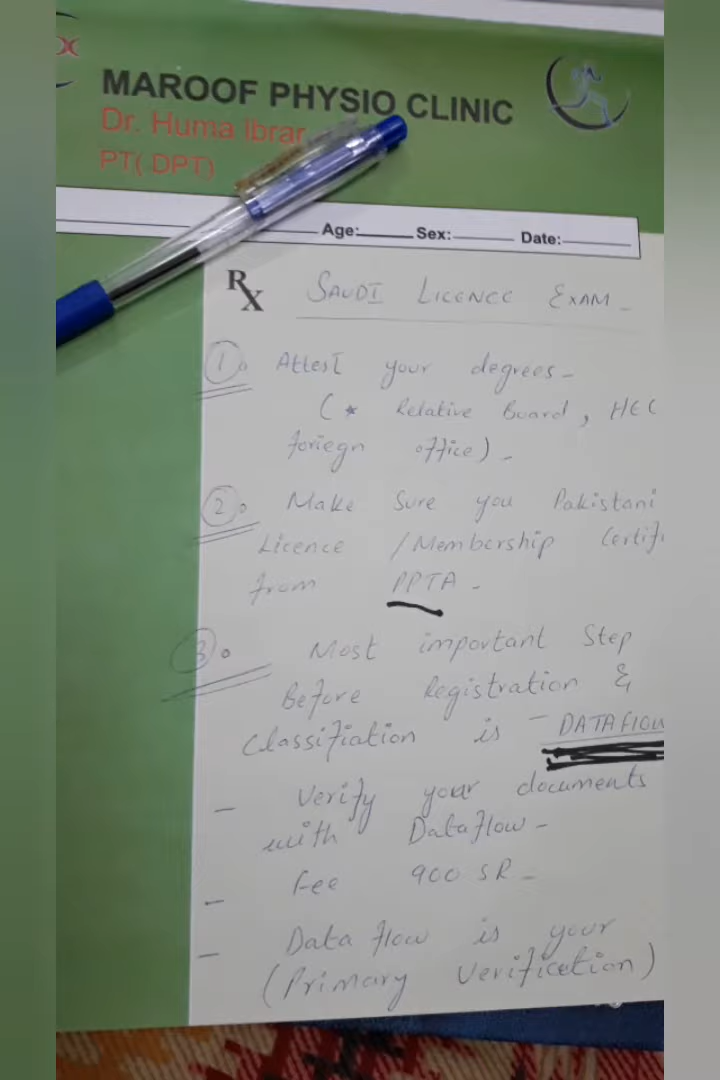 MAROOF PHYSIO CLINIC
Dr. Huma Ibrar
PT(DPT)
Age: Sex: Date:
Rx SAUDI LICENCE EXAM -
1. Attest your degrees -
(* Relative Board, HEC
foriegn office) -
2. Make Sure you Pakistani
Licence / Membership Certifi
from PPTA -
3. Most important Step
Before Registration &
Classifiation is - DATAFLOW
- Verify your documents
with Dataflow -
- Fee 900 SR -
- Data flow is your
(Primary Verification)